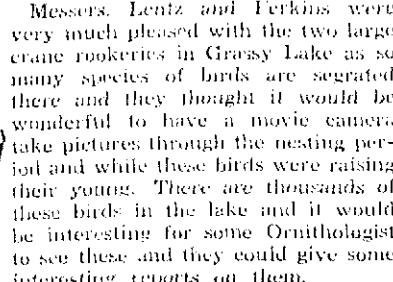 Messers. Lentz and Ferkins were
very much pleased with the two large
crane rookeries in Grassy Lake as so
many species of birds are segrated
there and they thought it would be
wonderful to have a movie camera
take pictures through the nesting per-
iod and while these birds were raising
their young. There are thousands of
these birds in the lake and it would
be interesting for some Ornithologist
to see these and they could give some
interesting reports on them.